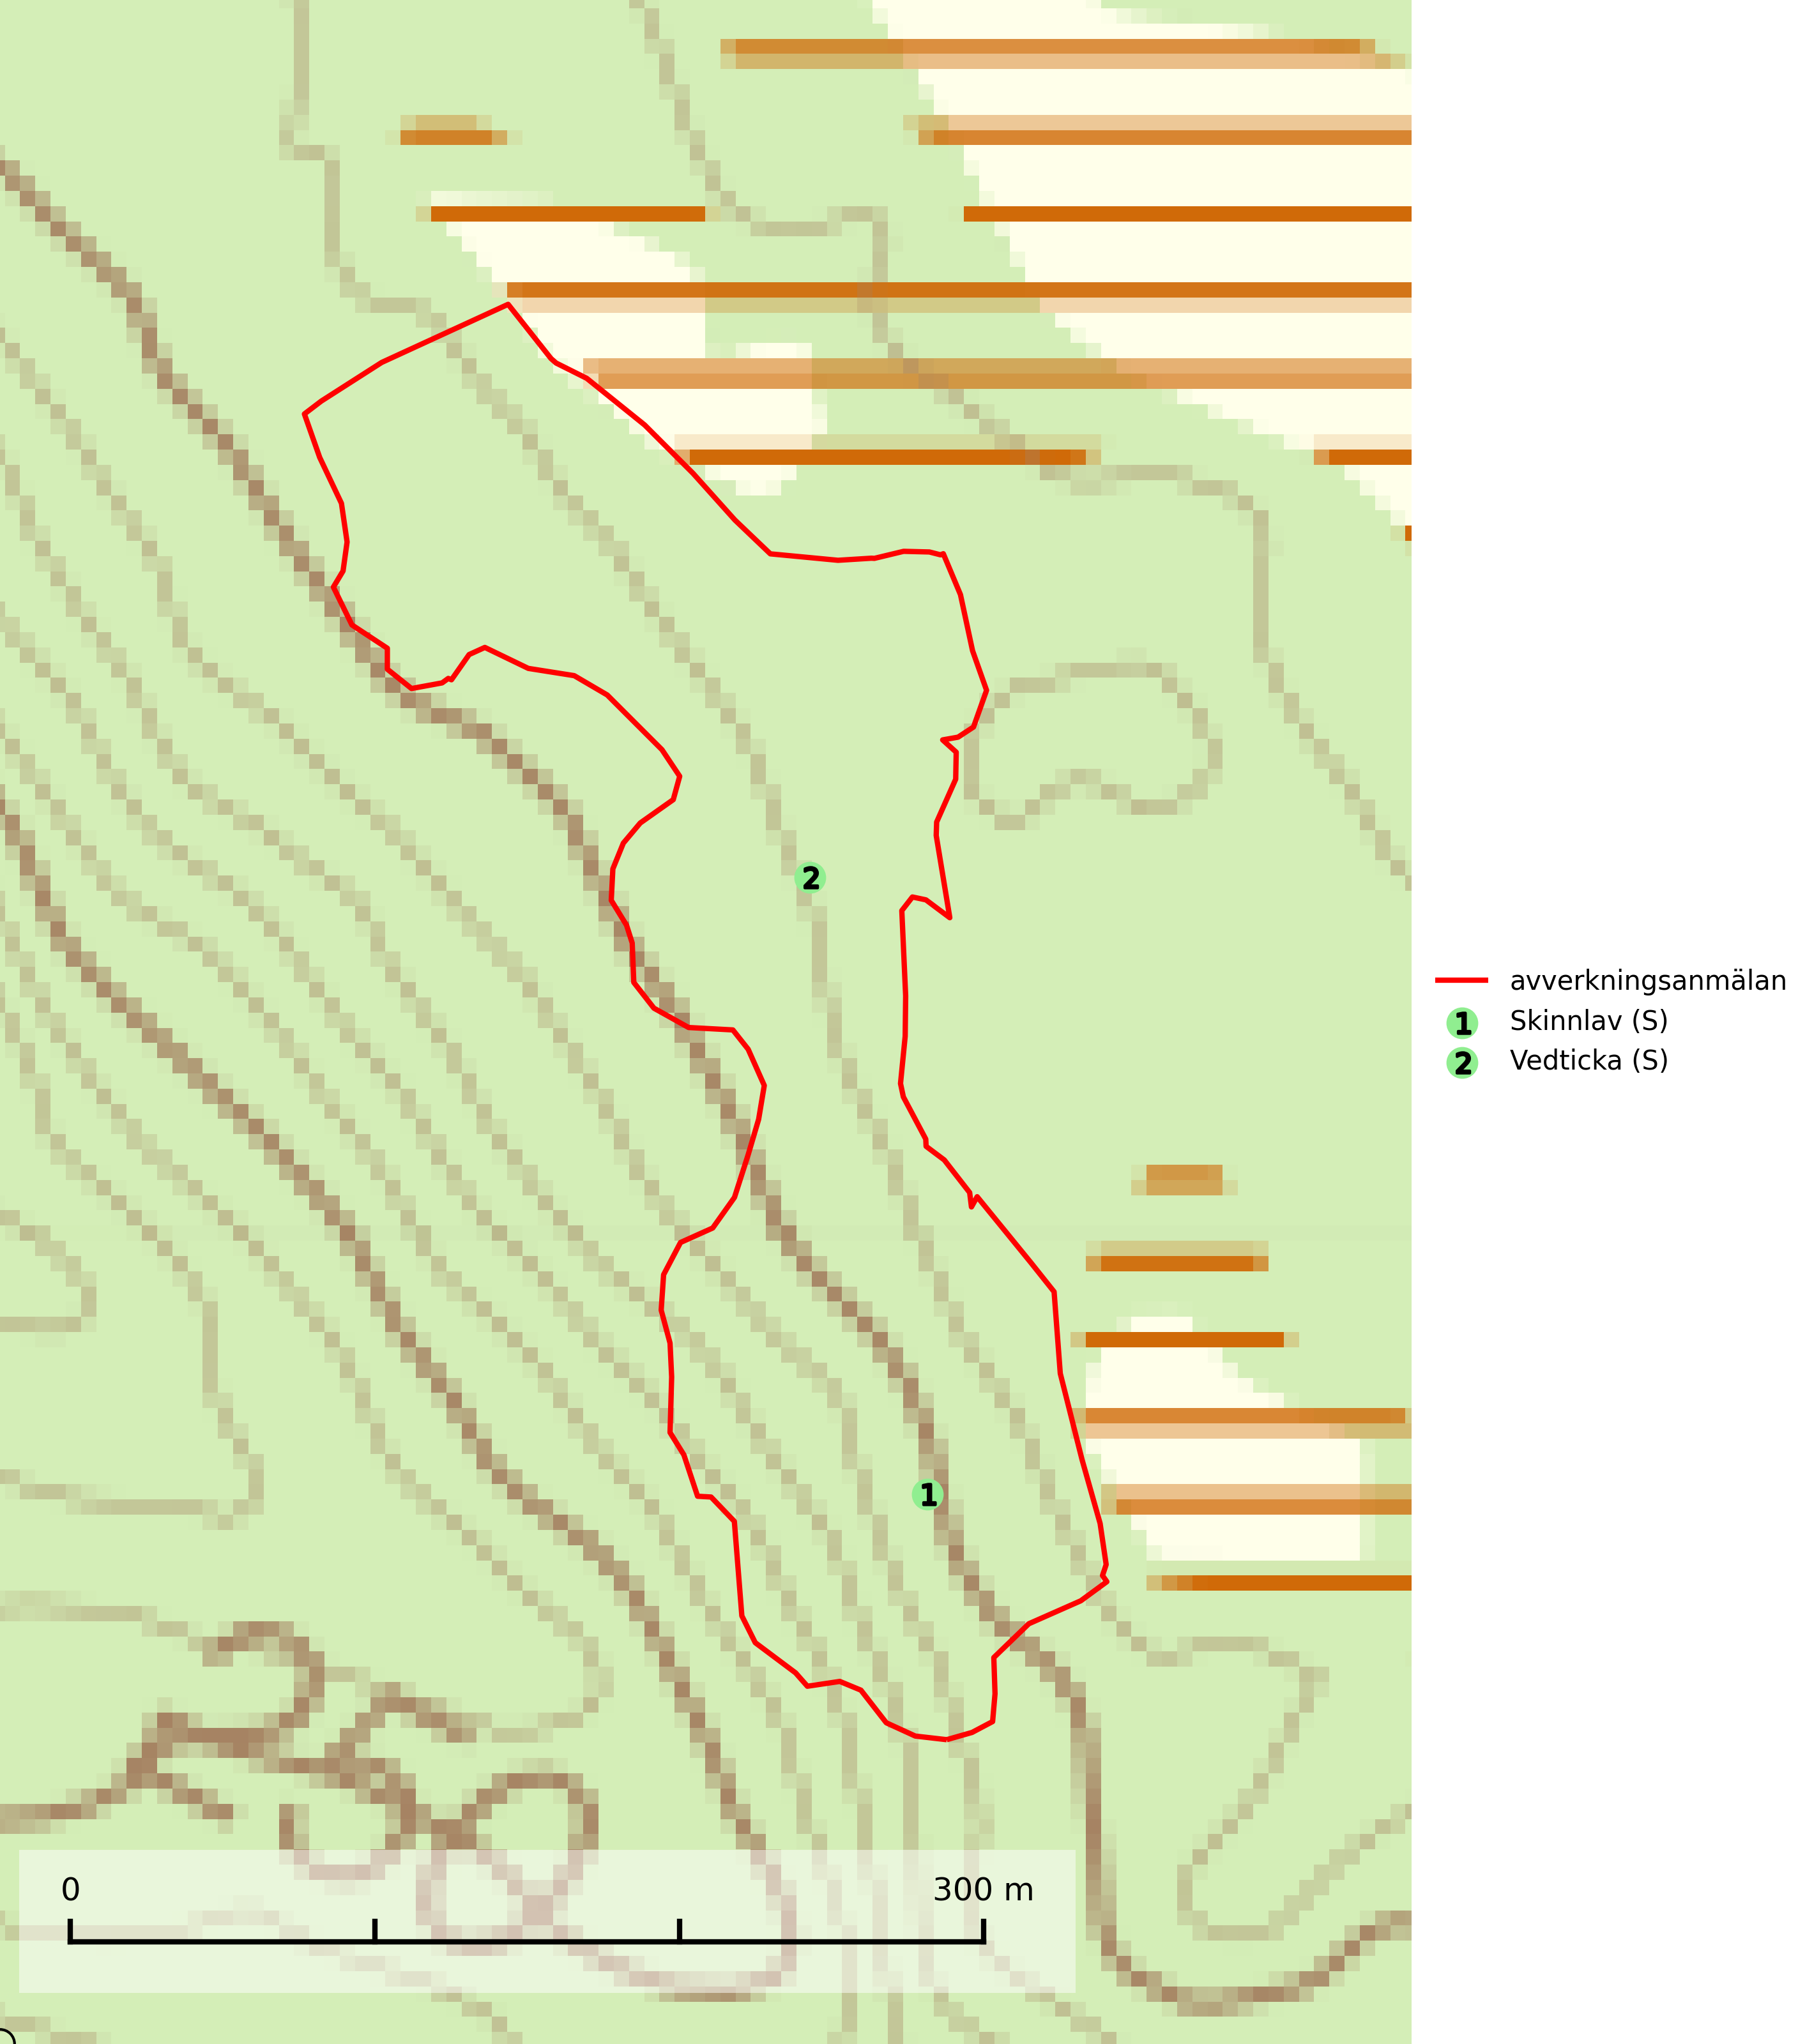 2
avverkningsanmälan
1 Skinnlav (S)
2 Vedticka (S)
1
0 300 m